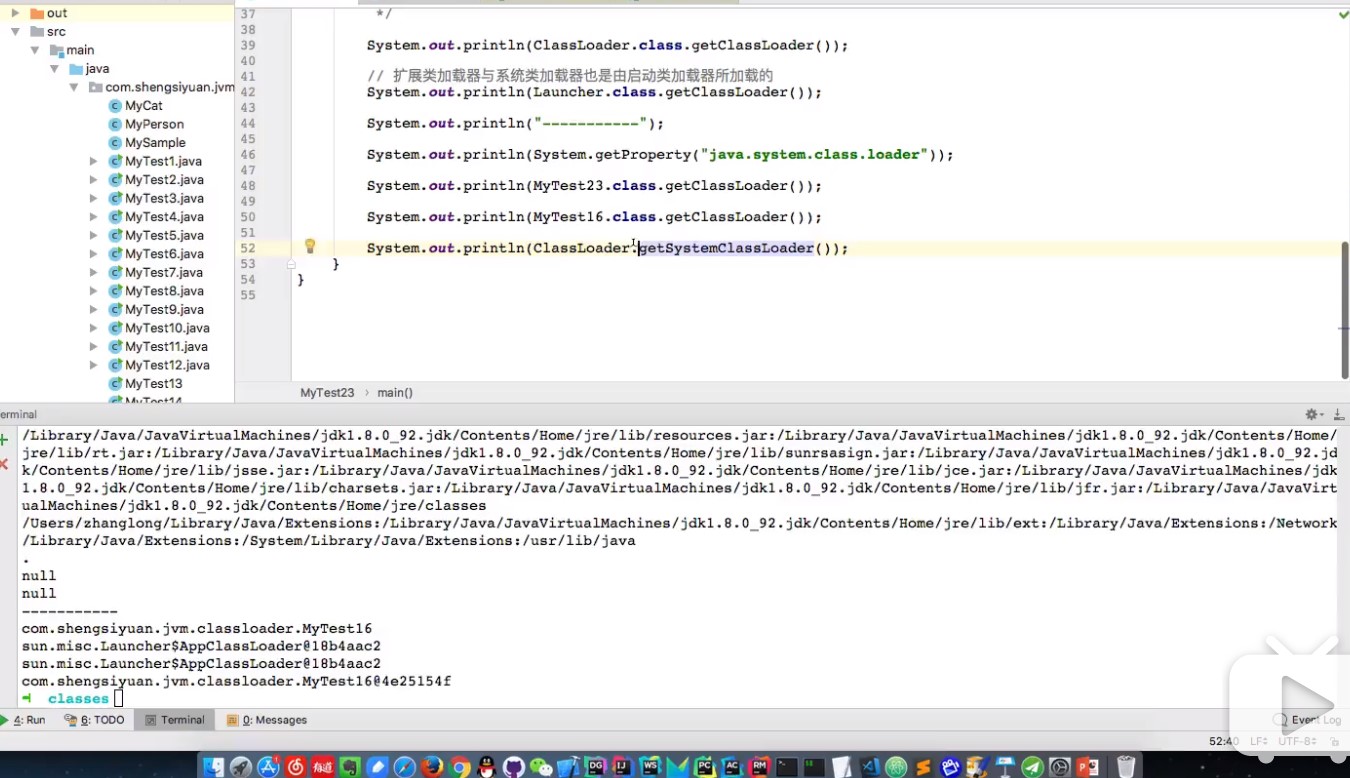 out
src
main
java
com.shengsiyuan.jvm
MyCat
MyPerson
MySample
MyTest1.java
MyTest2.java
MyTest3.java
MyTest4.java
MyTest5.java
MyTest6.java
MyTest7.java
MyTest8.java
MyTest9.java
MyTest10.java
MyTest11.java
MyTest12.java
MyTest13
MyTest14
37 */
38
39 System.out.println(ClassLoader.class.getClassLoader());
40
41 // 扩展类加载器与系统类加载器也是由启动类加载器所加载的
42 System.out.println(Launcher.class.getClassLoader());
43
44 System.out.println("-----------");
45
46 System.out.println(System.getProperty("java.system.class.loader"));
47
48 System.out.println(MyTest23.class.getClassLoader());
49
50 System.out.println(MyTest16.class.getClassLoader());
51
52 System.out.println(ClassLoader.getSystemClassLoader());
53 }
54 }
55
MyTest23 › main()
erminal
/Library/Java/JavaVirtualMachines/jdk1.8.0_92.jdk/Contents/Home/jre/lib/resources.jar:/Library/Java/JavaVirtualMachines/jdk1.8.0_92.jdk/Contents/Home/
jre/lib/rt.jar:/Library/Java/JavaVirtualMachines/jdk1.8.0_92.jdk/Contents/Home/jre/lib/sunrsasign.jar:/Library/Java/JavaVirtualMachines/jdk1.8.0_92.jd
k/Contents/Home/jre/lib/jsse.jar:/Library/Java/JavaVirtualMachines/jdk1.8.0_92.jdk/Contents/Home/jre/lib/jce.jar:/Library/Java/JavaVirtualMachines/jdk
1.8.0_92.jdk/Contents/Home/jre/lib/charsets.jar:/Library/Java/JavaVirtualMachines/jdk1.8.0_92.jdk/Contents/Home/jre/lib/jfr.jar:/Library/Java/JavaVirt
ualMachines/jdk1.8.0_92.jdk/Contents/Home/jre/classes
/Users/zhanglong/Library/Java/Extensions:/Library/Java/JavaVirtualMachines/jdk1.8.0_92.jdk/Contents/Home/jre/lib/ext:/Library/Java/Extensions:/Network
/Library/Java/Extensions:/System/Library/Java/Extensions:/usr/lib/java
.
null
null
-----------
com.shengsiyuan.jvm.classloader.MyTest16
sun.misc.Launcher$AppClassLoader@18b4aac2
sun.misc.Launcher$AppClassLoader@18b4aac2
com.shengsiyuan.jvm.classloader.MyTest16@4e25154f
classes
4: Run 6: TODO Terminal 0: Messages Event Log
52:40 LF UTF-8
有道 DG IJ WS PC AC RM